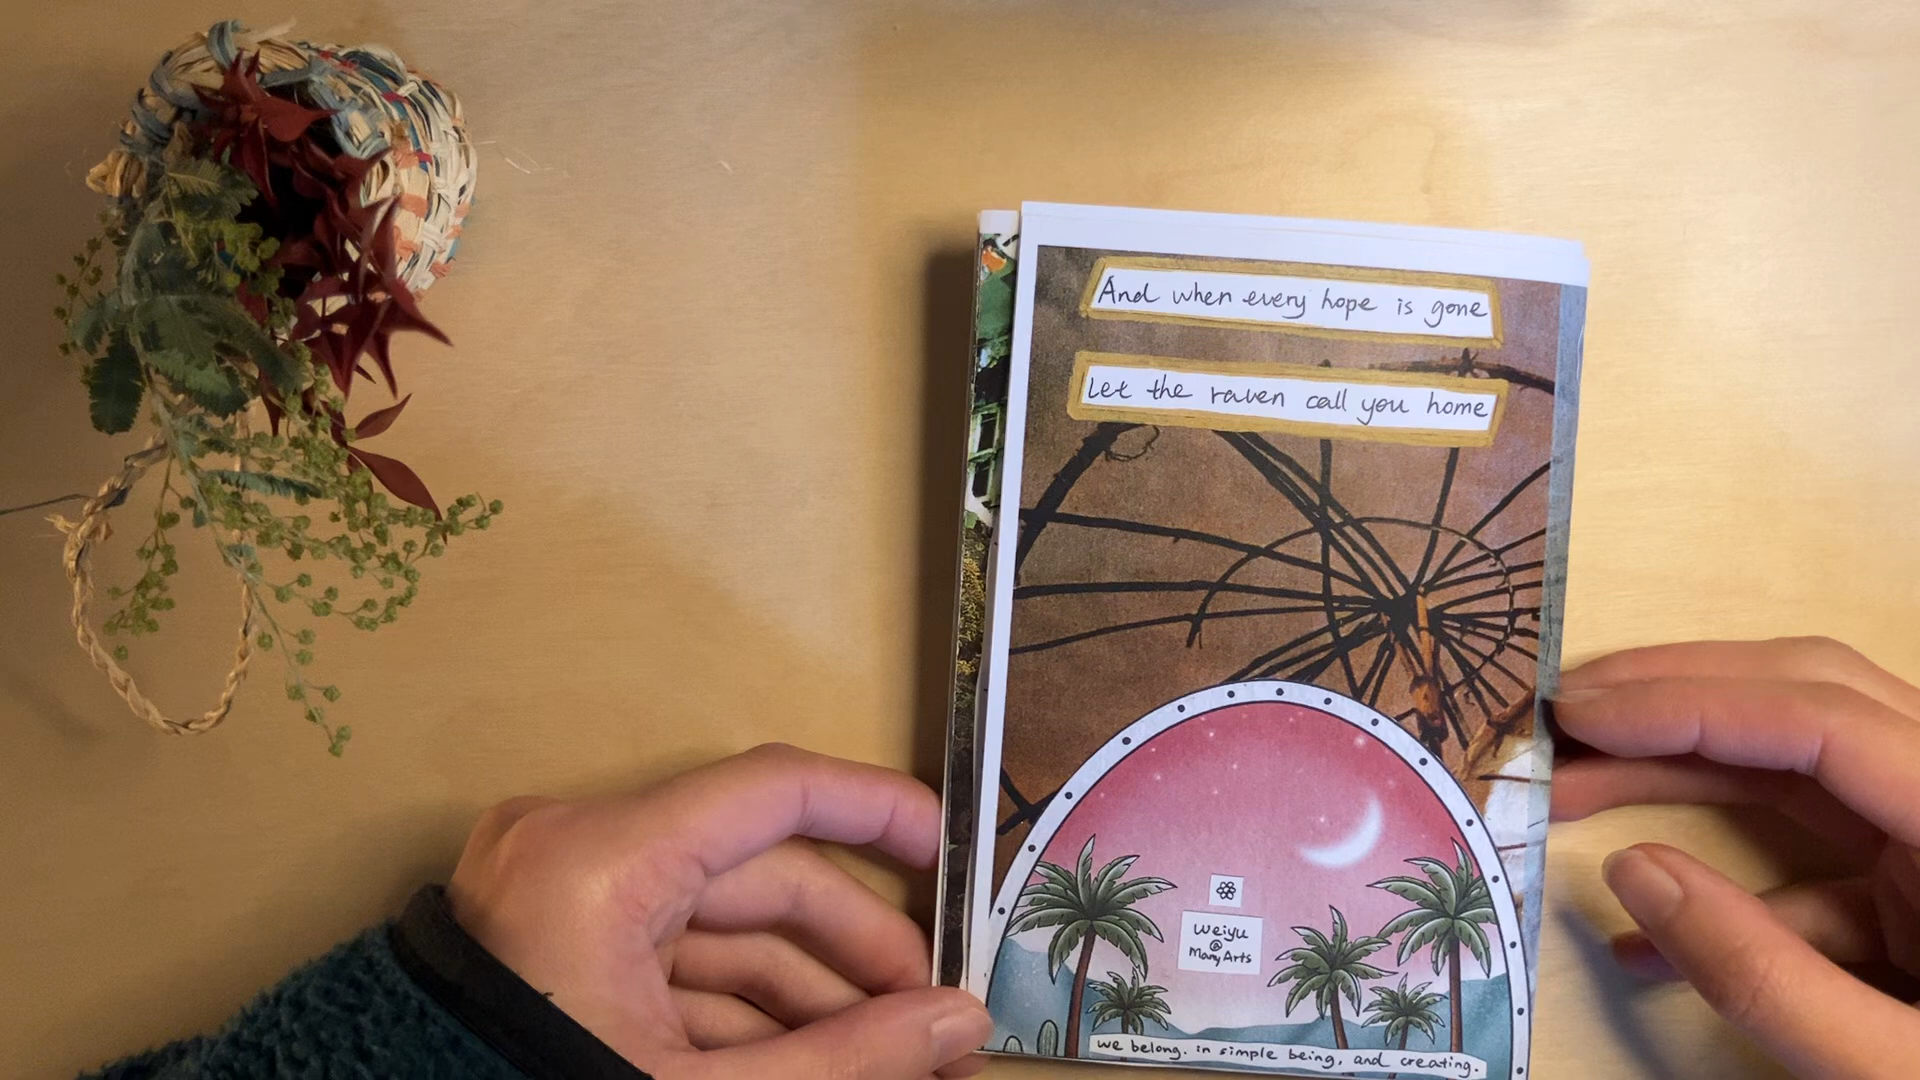 And when every hope is gone
Let the raven call you home
weiyu
@
ManyArts
we belong. in simple being, and creating.